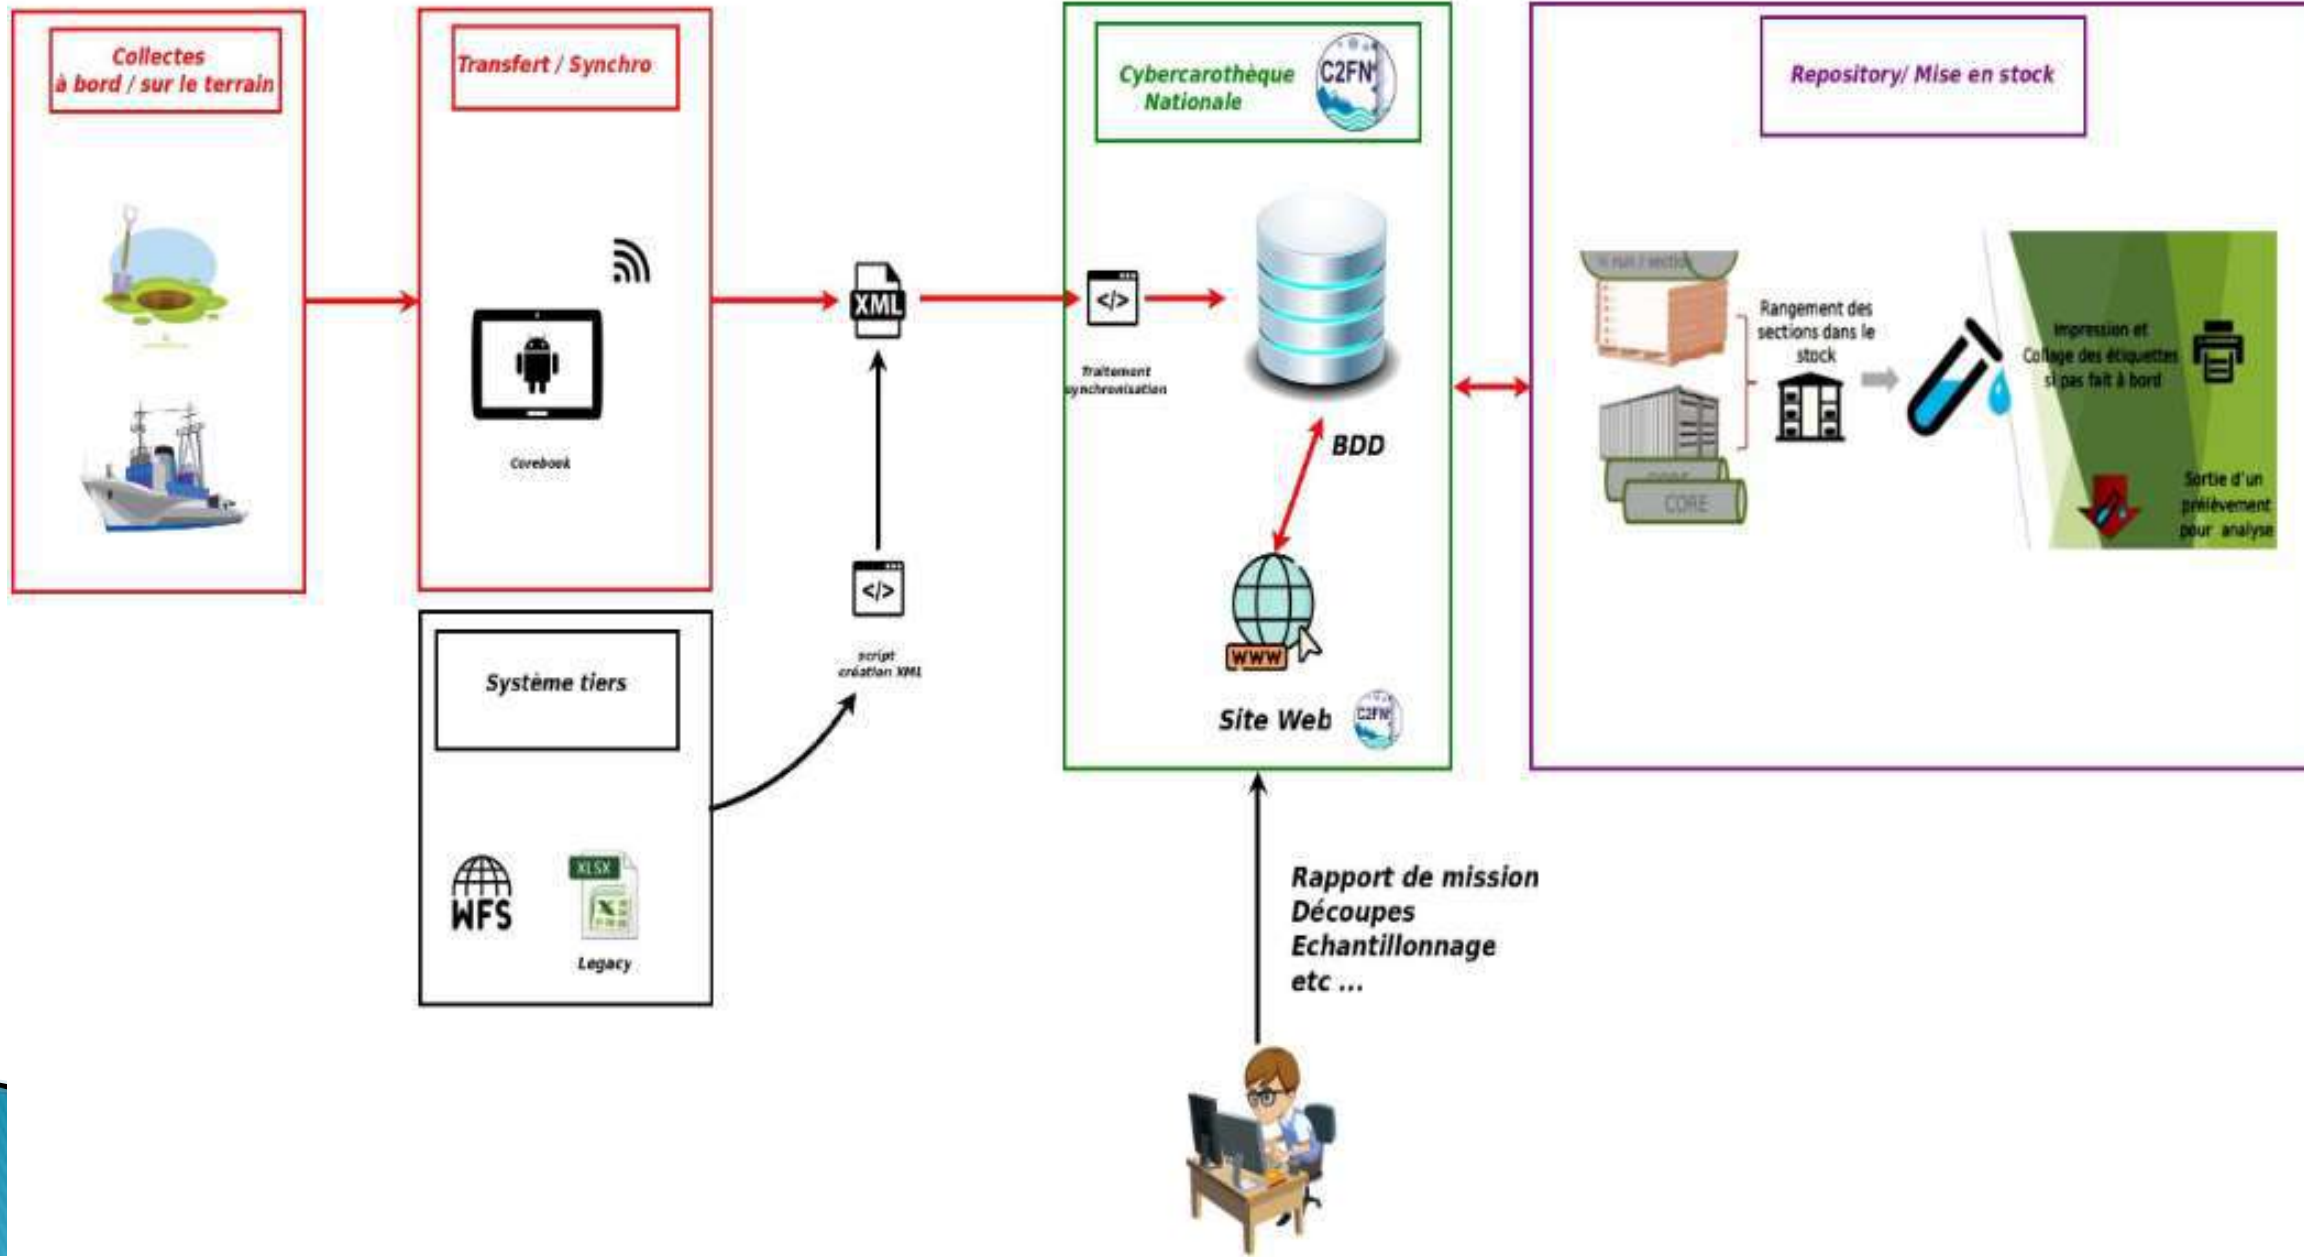 Collectes
à bord / sur le terrain
Transfert / Synchro
Corebook
XML
</>
script
création XML
Système tiers
WFS
XLSX
X
Legacy
Cybercarothèque
Nationale
C2FN
</>
Traitement
synchronisation
BDD
WWW
Site Web
C2FN
Rapport de mission
Découpes
Echantillonnage
etc ...
Repository/ Mise en stock
run / section
CORE
Rangement des
sections dans le
stock
Impression et
Collage des étiquettes
si pas fait à bord
Sortie d'un
prélèvement
pour analyse